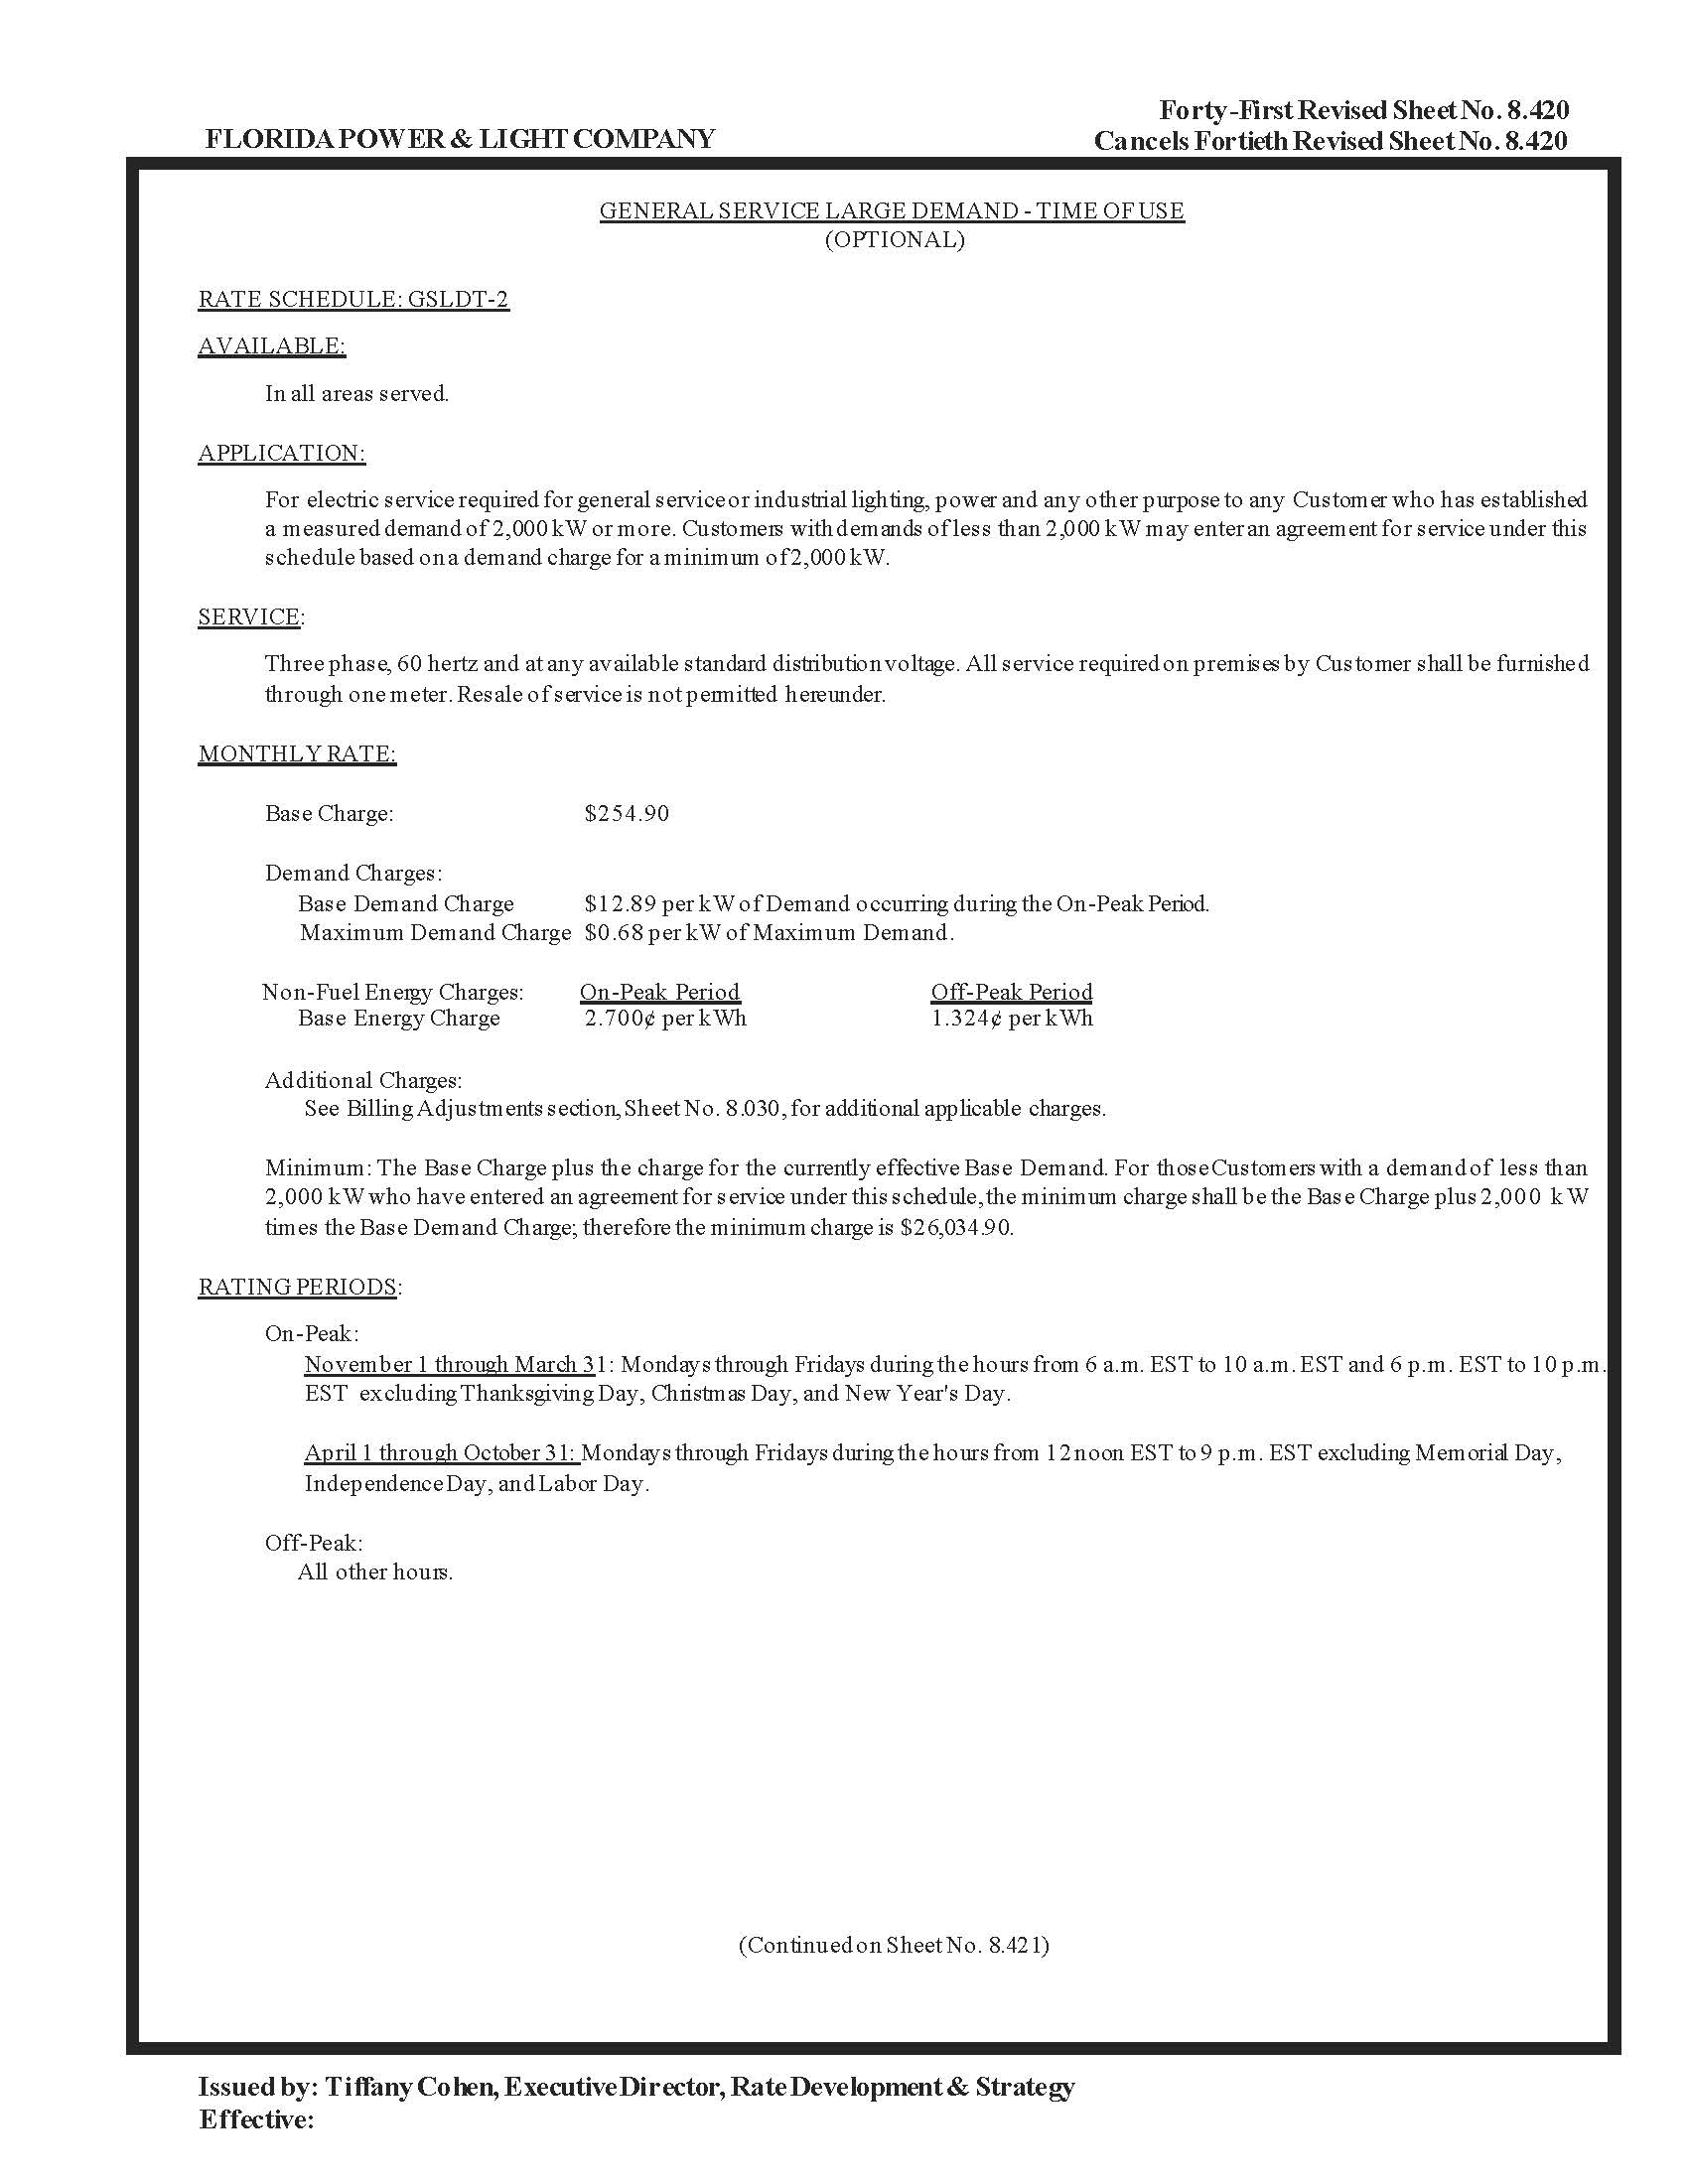 Forty-First Revised Sheet No. 8.420
FLORIDA POWER & LIGHT COMPANY
Cancels Fortieth Revised Sheet No. 8.420
GENERAL SERVICE LARGE DEMAND - TIME OF USE
(OPTIONAL)
RATE SCHEDULE: GSLDT-2
AVAILABLE:
In all areas served.
APPLICATION:
For electric service required for general service or industrial lighting, power and any other purpose to any Customer who has established
a measured demand of 2,000 kW or more. Customers with demands of less than 2,000 kW may enter an agreement for service under this
schedule based on a demand charge for a minimum of 2,000 kW.
SERVICE:
Three phase, 60 hertz and at any available standard distribution voltage. All service required on premises by Customer shall be furnished
through one meter. Resale of service is not permitted hereunder.
MONTHLY RATE:
Base Charge: $254.90
Demand Charges:
Base Demand Charge $12.89 per kW of Demand occurring during the On-Peak Period.
Maximum Demand Charge $0.68 per kW of Maximum Demand.
Non-Fuel Energy Charges: On-Peak Period Off-Peak Period
Base Energy Charge 2.700¢ per kWh 1.324¢ per kWh
Additional Charges:
See Billing Adjustments section, Sheet No. 8.030, for additional applicable charges.
Minimum: The Base Charge plus the charge for the currently effective Base Demand. For those Customers with a demand of less than
2,000 kW who have entered an agreement for service under this schedule, the minimum charge shall be the Base Charge plus 2,000 kW
times the Base Demand Charge; therefore the minimum charge is $26,034.90.
RATING PERIODS:
On-Peak:
November 1 through March 31: Mondays through Fridays during the hours from 6 a.m. EST to 10 a.m. EST and 6 p.m. EST to 10 p.m.
EST excluding Thanksgiving Day, Christmas Day, and New Year's Day.
April 1 through October 31: Mondays through Fridays during the hours from 12 noon EST to 9 p.m. EST excluding Memorial Day,
Independence Day, and Labor Day.
Off-Peak:
All other hours.
(Continued on Sheet No. 8.421)
Issued by: Tiffany Cohen, Executive Director, Rate Development & Strategy
Effective: